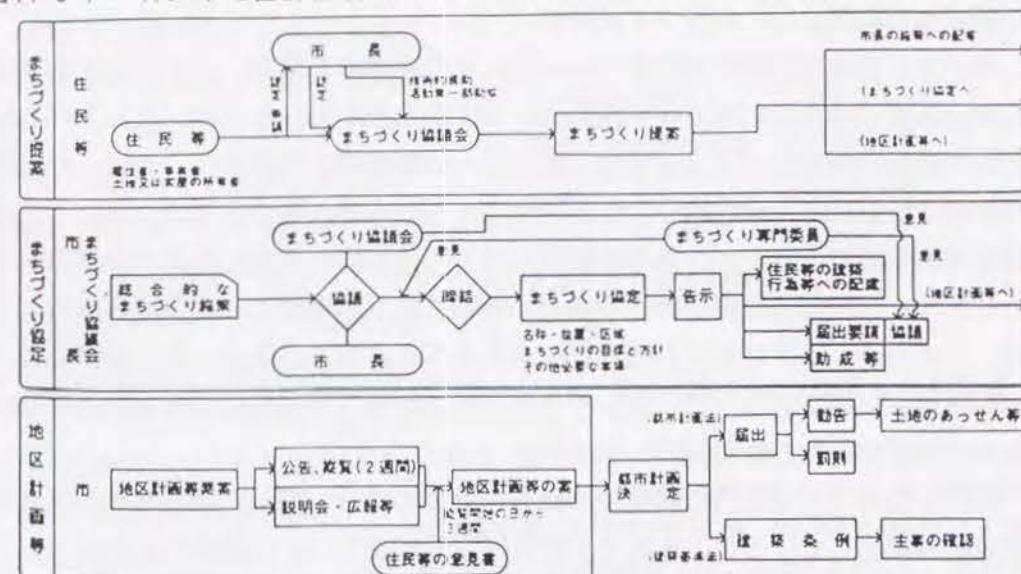 まちづくり提案
住民等
市長
認定申請
認定
技術的援助
活動費一部助成
住民等
まちづくり協議会
まちづくり提案
居住者・事業者
土地又は家屋の所有者
市長の施策への配慮
(まちづくり協定へ
(地区計画等へ)
まちづくり協定
まちづくり協議会
市長
まちづくり協議会
意見
まちづくり専門委員
意見
意見
総合的な
まちづくり施策
協議
締結
まちづくり協定
告示
住民等の建築
行為等への配慮
(地区計画等へ)
届出要請
協議
助成等
市長
名称・位置・区域
まちづくりの目標と方針
その他必要な事項
地区計画等
市
地区計画等素案
公告、縦覧(2週間)
説明会・広報等
地区計画等の案
縦覧開始の日から
3週間
住民等の意見書
都市計画
決定
(都市計画法)
届出
勧告
土地のあっせん等
罰則
(建築基準法)
建築条例
主事の確認